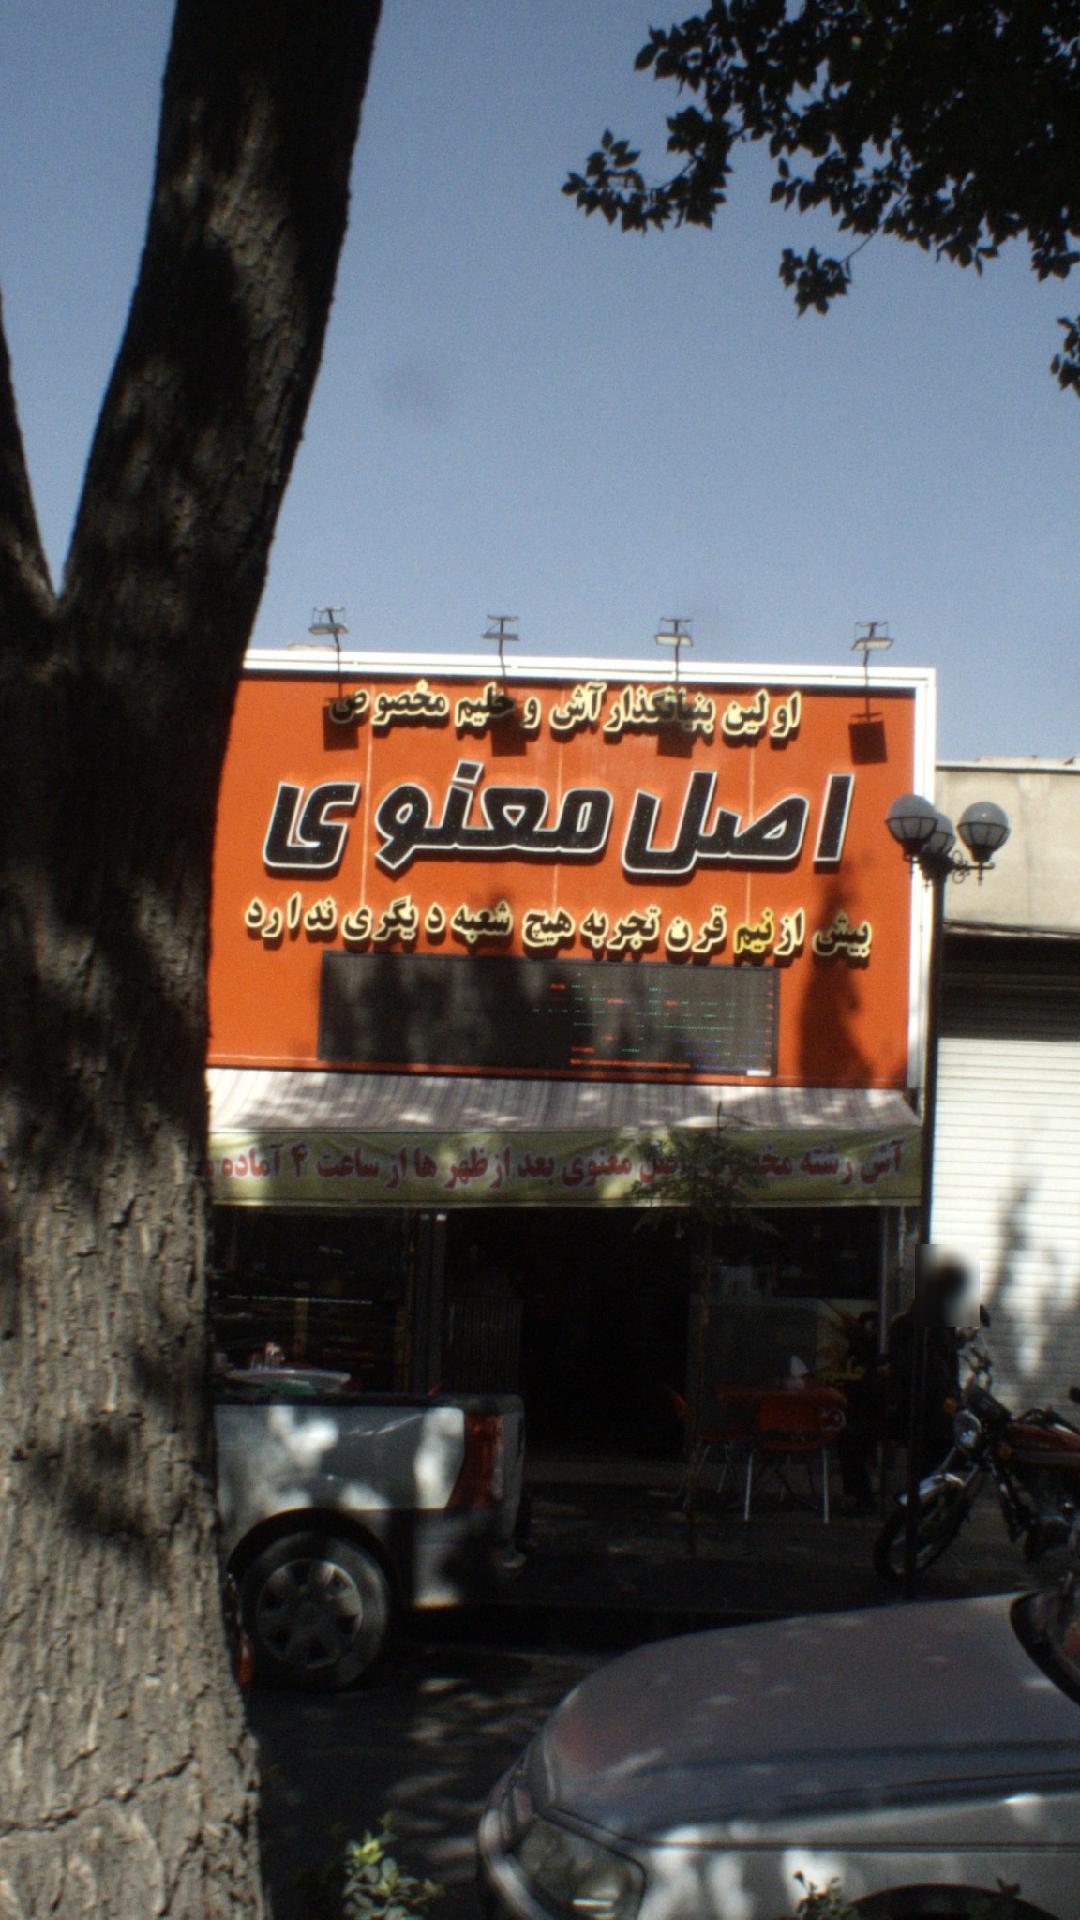 اولین بنیانگذار آش و حلیم مخصوص
اصل معنوی
بیش از نیم قرن تجربه هیچ شعبه دیگری ندارد
آش رشته مخصوص اصل معنوی بعد از ظهر ها از ساعت ۴ آماده
حلیم